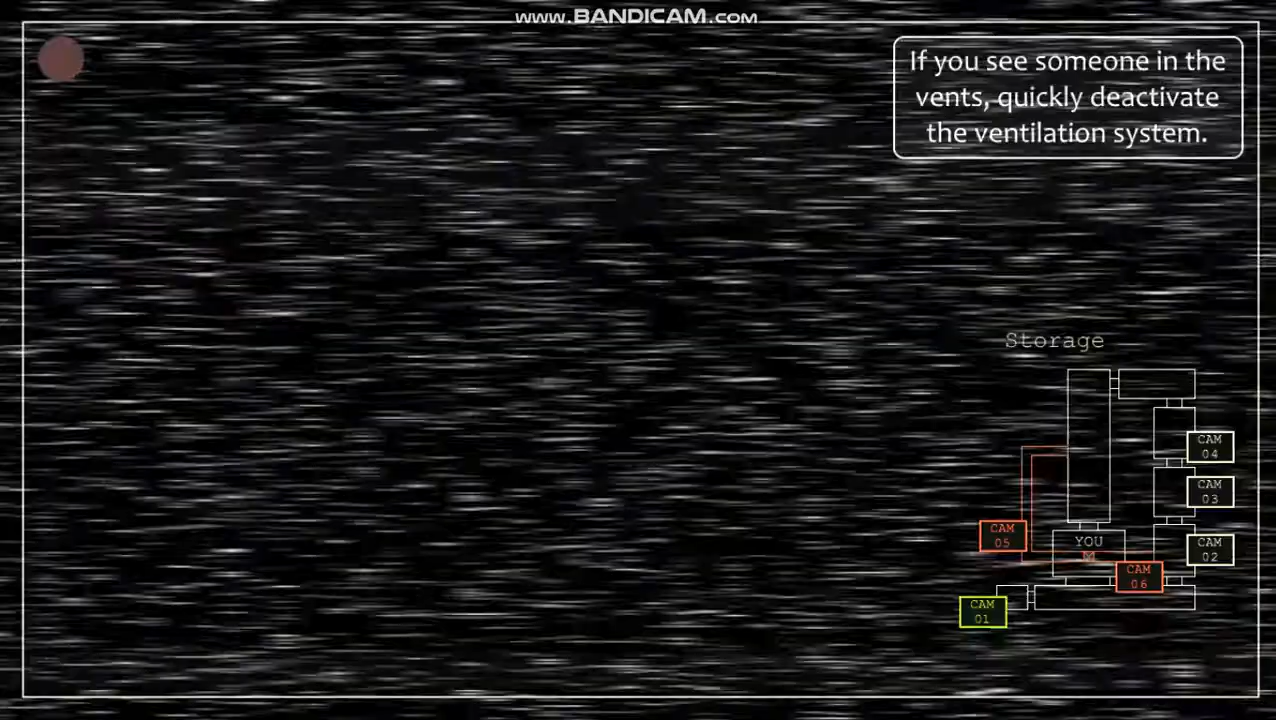 www.BANDICAM.com
If you see someone in the
vents, quickly deactivate
the ventilation system.
Storage
CAM
04
CAM
03
CAM
05
YOU
CAM
02
CAM
06
CAM
01